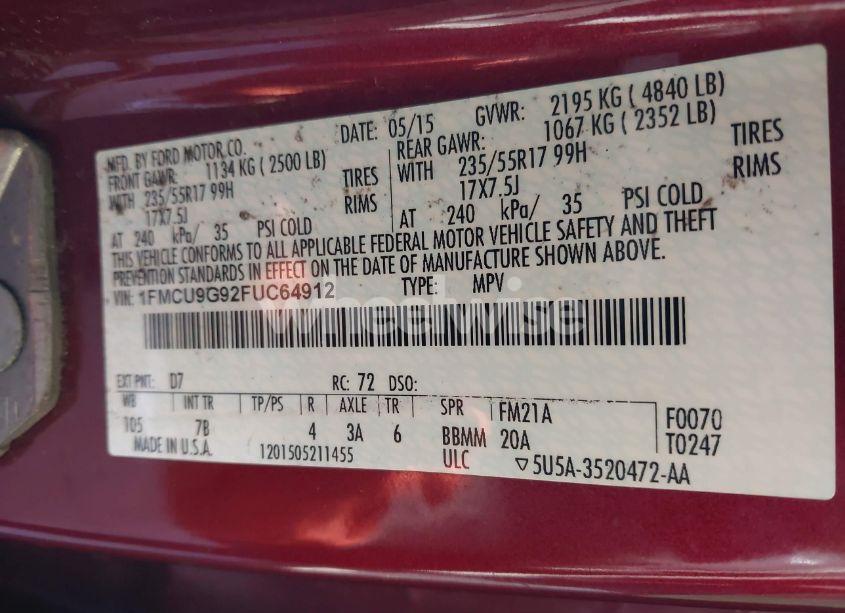 MFD. BY FORD MOTOR CO. DATE: 05/15 GVWR: 2195 KG ( 4840 LB)
FRONT GAWR: 1134 KG ( 2500 LB) REAR GAWR: 1067 KG ( 2352 LB)
WITH 235/55R17 99H TIRES WITH 235/55R17 99H TIRES
17X7.5J RIMS 17X7.5J RIMS
AT 240 kPa/ 35 PSI COLD AT 240 kPa/ 35 PSI COLD
THIS VEHICLE CONFORMS TO ALL APPLICABLE FEDERAL MOTOR VEHICLE SAFETY AND THEFT
PREVENTION STANDARDS IN EFFECT ON THE DATE OF MANUFACTURE SHOWN ABOVE.
VIN: 1FMCU9G92FUC64912 TYPE: MPV
Wheelwise
EXT PNT: D7 RC: 72 DSO:
WB INT TR TP/PS R AXLE TR SPR FM21A F0070
105 7B 4 3A 6 BBMM 20A T0247
MADE IN U.S.A. 1201505211455 ULC ▽5U5A-3520472-AA